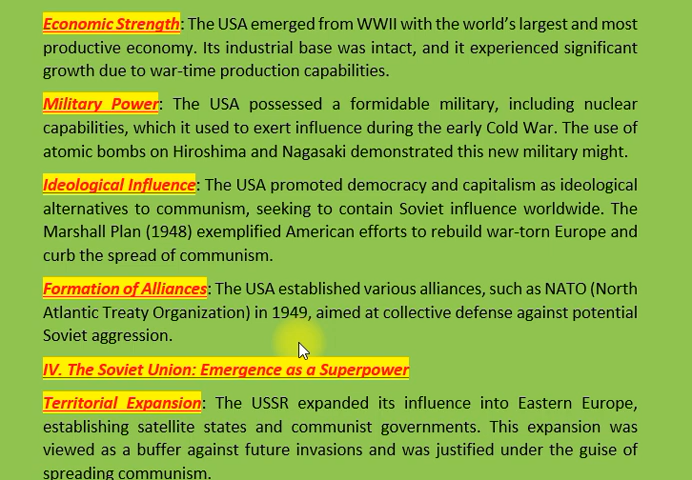 Economic Strength: The USA emerged from WWII with the world's largest and most
productive economy. Its industrial base was intact, and it experienced significant
growth due to war-time production capabilities.
Military Power: The USA possessed a formidable military, including nuclear
capabilities, which it used to exert influence during the early Cold War. The use of
atomic bombs on Hiroshima and Nagasaki demonstrated this new military might.
Ideological Influence: The USA promoted democracy and capitalism as ideological
alternatives to communism, seeking to contain Soviet influence worldwide. The
Marshall Plan (1948) exemplified American efforts to rebuild war-torn Europe and
curb the spread of communism.
Formation of Alliances: The USA established various alliances, such as NATO (North
Atlantic Treaty Organization) in 1949, aimed at collective defense against potential
Soviet aggression.
IV. The Soviet Union: Emergence as a Superpower
Territorial Expansion: The USSR expanded its influence into Eastern Europe,
establishing satellite states and communist governments. This expansion was
viewed as a buffer against future invasions and was justified under the guise of
spreading communism.